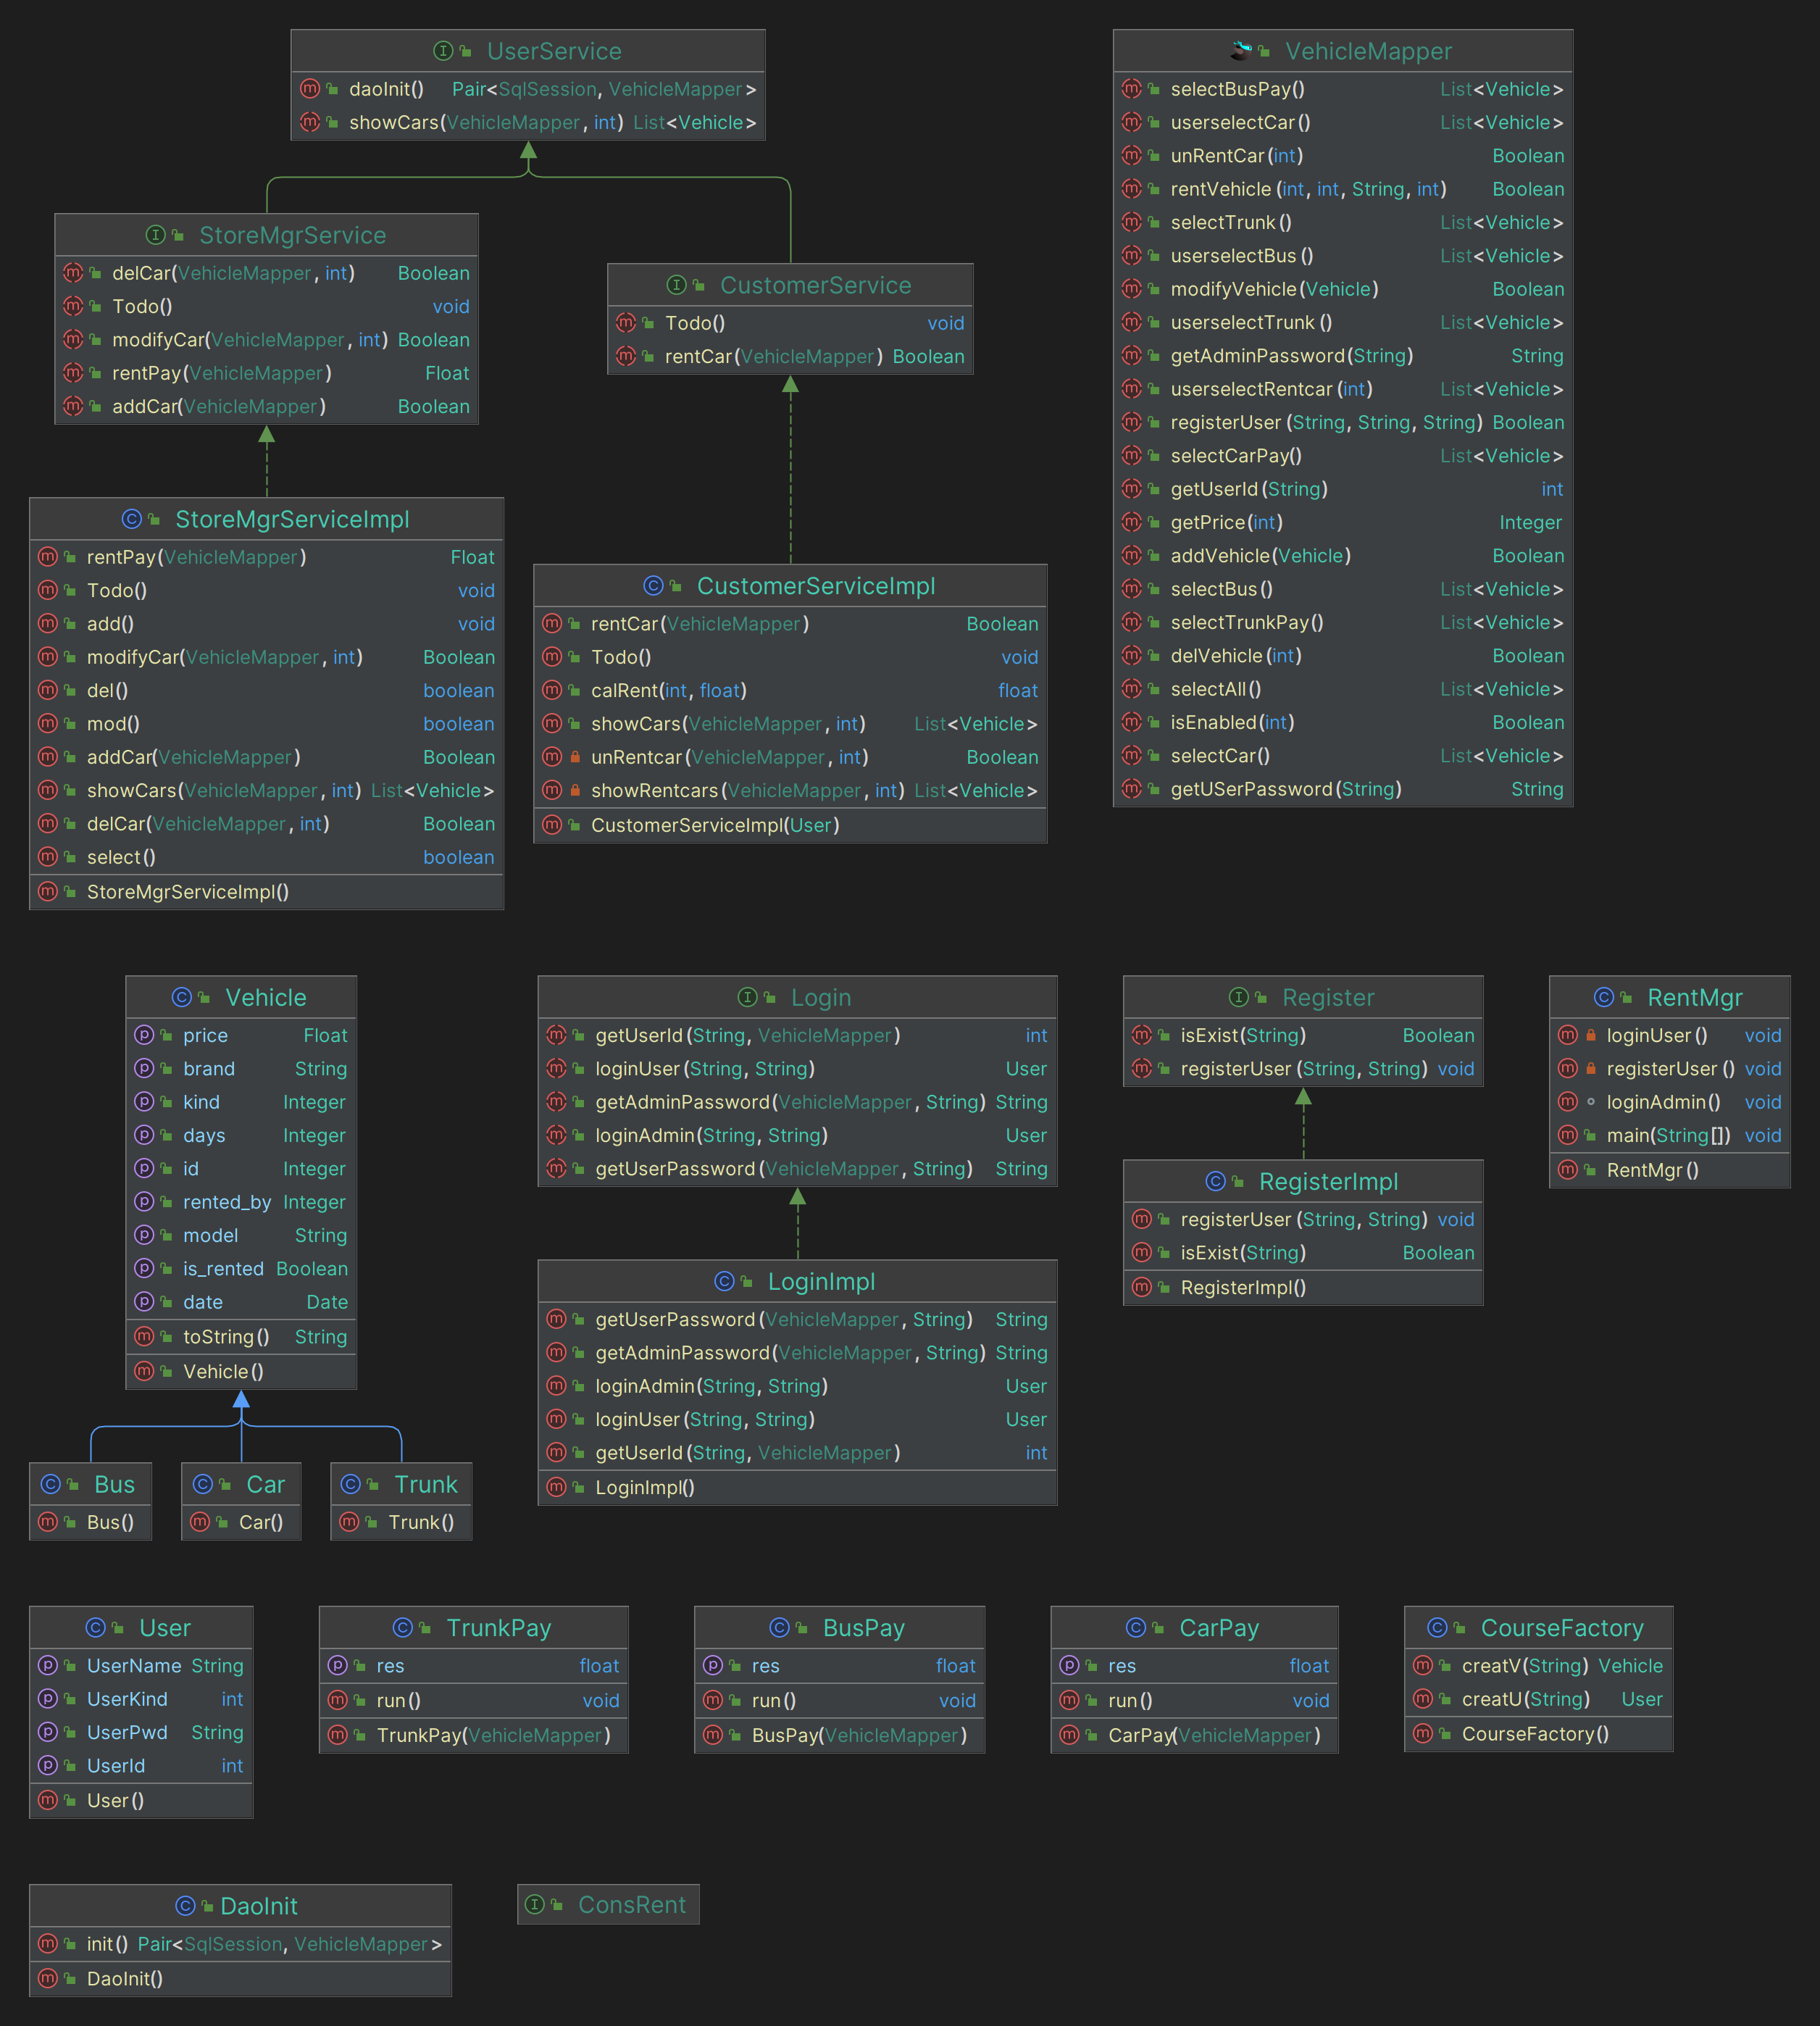 UserService
daoInit() Pair<SqlSession, VehicleMapper>
showCars(VehicleMapper, int) List<Vehicle>
StoreMgrService
delCar(VehicleMapper, int) Boolean
Todo() void
modifyCar(VehicleMapper, int) Boolean
rentPay(VehicleMapper) Float
addCar(VehicleMapper) Boolean
CustomerService
Todo() void
rentCar(VehicleMapper) Boolean
StoreMgrServiceImpl
rentPay(VehicleMapper) Float
Todo() void
add() void
modifyCar(VehicleMapper, int) Boolean
del() boolean
mod() boolean
addCar(VehicleMapper) Boolean
showCars(VehicleMapper, int) List<Vehicle>
delCar(VehicleMapper, int) Boolean
select() boolean
StoreMgrServiceImpl()
CustomerServiceImpl
rentCar(VehicleMapper) Boolean
Todo() void
calRent(int, float) float
showCars(VehicleMapper, int) List<Vehicle>
unRentcar(VehicleMapper, int) Boolean
showRentcars(VehicleMapper, int) List<Vehicle>
CustomerServiceImpl(User)
VehicleMapper
selectBusPay() List<Vehicle>
userselectCar() List<Vehicle>
unRentCar(int) Boolean
rentVehicle(int, int, String, int) Boolean
selectTrunk() List<Vehicle>
userselectBus() List<Vehicle>
modifyVehicle(Vehicle) Boolean
userselectTrunk() List<Vehicle>
getAdminPassword(String) String
userselectRentcar(int) List<Vehicle>
registerUser(String, String, String) Boolean
selectCarPay() List<Vehicle>
getUserId(String) int
getPrice(int) Integer
addVehicle(Vehicle) Boolean
selectBus() List<Vehicle>
selectTrunkPay() List<Vehicle>
delVehicle(int) Boolean
selectAll() List<Vehicle>
isEnabled(int) Boolean
selectCar() List<Vehicle>
getUSerPassword(String) String
Vehicle
price Float
brand String
kind Integer
days Integer
id Integer
rented_by Integer
model String
is_rented Boolean
date Date
toString() String
Vehicle()
Bus
Bus()
Car
Car()
Trunk
Trunk()
Login
getUserId(String, VehicleMapper) int
loginUser(String, String) User
getAdminPassword(VehicleMapper, String) String
loginAdmin(String, String) User
getUserPassword(VehicleMapper, String) String
LoginImpl
getUserPassword(VehicleMapper, String) String
getAdminPassword(VehicleMapper, String) String
loginAdmin(String, String) User
loginUser(String, String) User
getUserId(String, VehicleMapper) int
LoginImpl()
Register
isExist(String) Boolean
registerUser(String, String) void
RegisterImpl
registerUser(String, String) void
isExist(String) Boolean
RegisterImpl()
RentMgr
loginUser() void
registerUser() void
loginAdmin() void
main(String[]) void
RentMgr()
User
UserName String
UserKind int
UserPwd String
UserId int
User()
TrunkPay
res float
run() void
TrunkPay(VehicleMapper)
BusPay
res float
run() void
BusPay(VehicleMapper)
CarPay
res float
run() void
CarPay(VehicleMapper)
CourseFactory
creatV(String) Vehicle
creatU(String) User
CourseFactory()
DaoInit
init() Pair<SqlSession, VehicleMapper>
DaoInit()
ConsRent